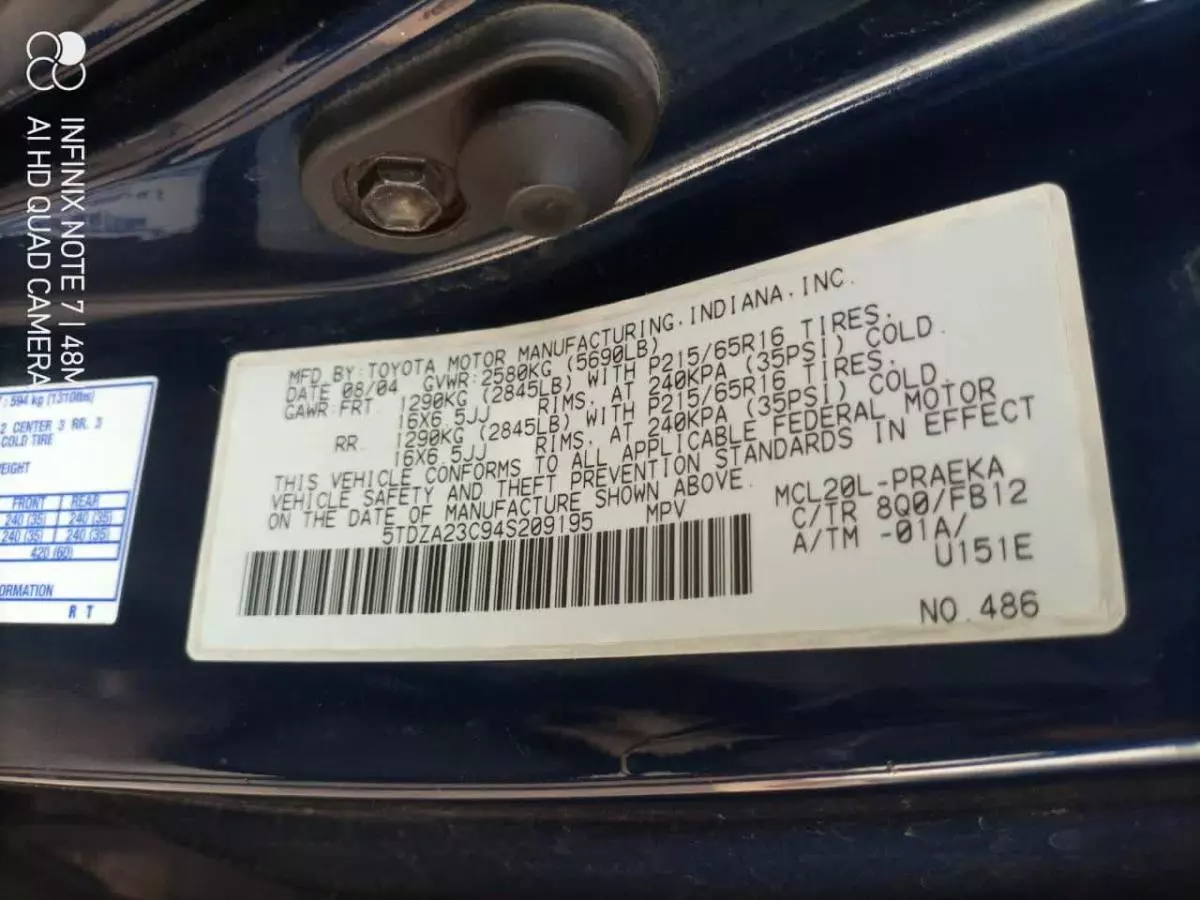 INFINIX NOTE 7 | 48M
AI HD QUAD CAMERA
: 594 kg (1310lbs)
2 CENTER 3 RR. 3
COLD TIRE
EIGHT
FRONT REAR
240 (35) 240 (35)
240 (35) 240 (35)
420 (60)
ORMATION
R T
MFD BY:TOYOTA MOTOR MANUFACTURING.INDIANA.INC.
DATE 08/04 GVWR:2580KG (5690LB)
GAWR:FRT. 1290KG (2845LB) WITH P215/65R16 TIRES.
16X6.5JJ RIMS. AT 240KPA (35PSI) COLD.
RR. 1290KG (2845LB) WITH P215/65R16 TIRES.
16X6.5JJ RIMS. AT 240KPA (35PSI) COLD.
THIS VEHICLE CONFORMS TO ALL APPLICABLE FEDERAL MOTOR
VEHICLE SAFETY AND THEFT PREVENTION STANDARDS IN EFFECT
ON THE DATE OF MANUFACTURE SHOWN ABOVE.
5TDZA23C94S209195 MPV
MCL20L-PRAEKA
C/TR 8Q0/FB12
A/TM -01A/
U151E
NO.486